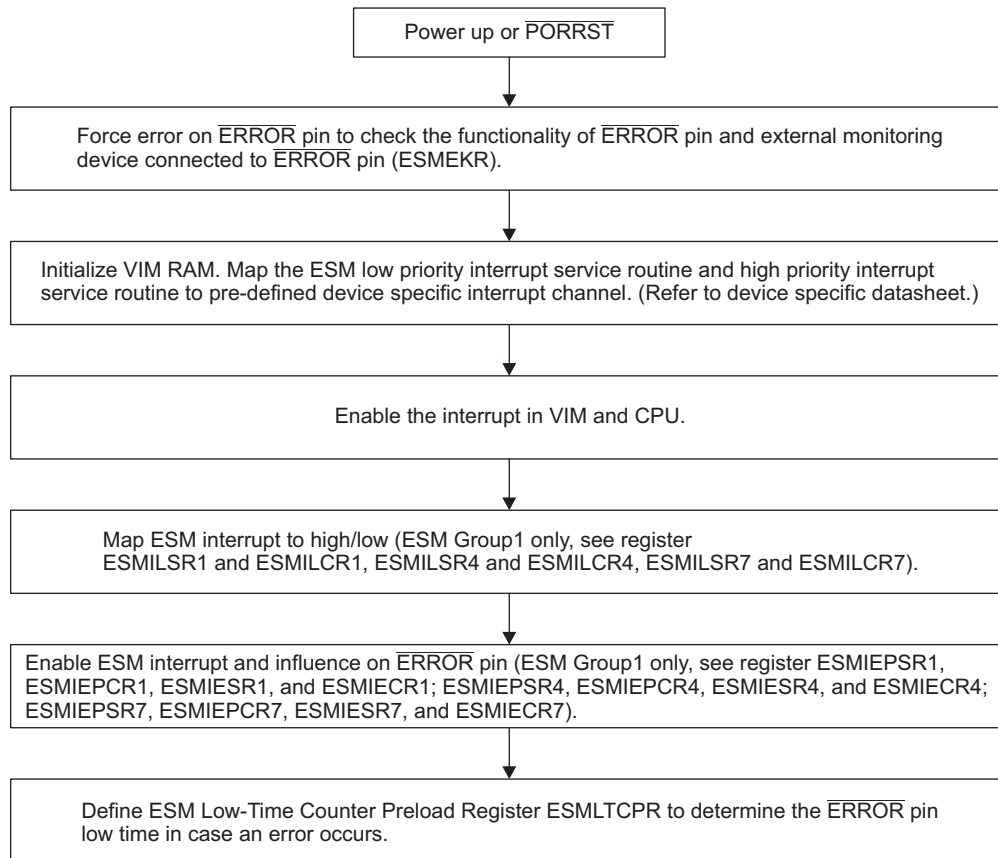 Power up or PORRST
Force error on ERROR pin to check the functionality of ERROR pin and external monitoring
device connected to ERROR pin (ESMEKR).
Initialize VIM RAM. Map the ESM low priority interrupt service routine and high priority interrupt
service routine to pre-defined device specific interrupt channel. (Refer to device specific datasheet.)
Enable the interrupt in VIM and CPU.
Map ESM interrupt to high/low (ESM Group1 only, see register
ESMILSR1 and ESMILCR1, ESMILSR4 and ESMILCR4, ESMILSR7 and ESMILCR7).
Enable ESM interrupt and influence on ERROR pin (ESM Group1 only, see register ESMIEPSR1,
ESMIEPCR1, ESMIESR1, and ESMIECR1; ESMIEPSR4, ESMIEPCR4, ESMIESR4, and ESMIECR4;
ESMIEPSR7, ESMIEPCR7, ESMIESR7, and ESMIECR7).
Define ESM Low-Time Counter Preload Register ESMLTCPR to determine the ERROR pin
low time in case an error occurs.